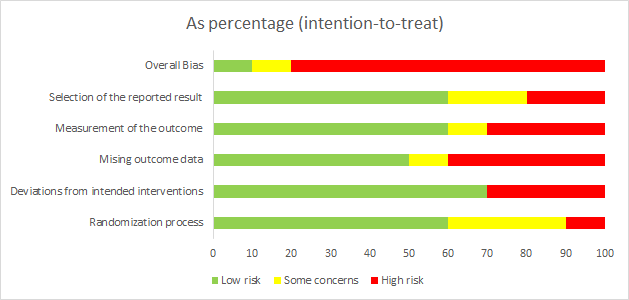 As percentage (intention-to-treat)
Overall Bias
Selection of the reported result
Measurement of the outcome
Mising outcome data
Deviations from intended interventions
Randomization process
0 10 20 30 40 50 60 70 80 90 100
Low risk Some concerns High risk